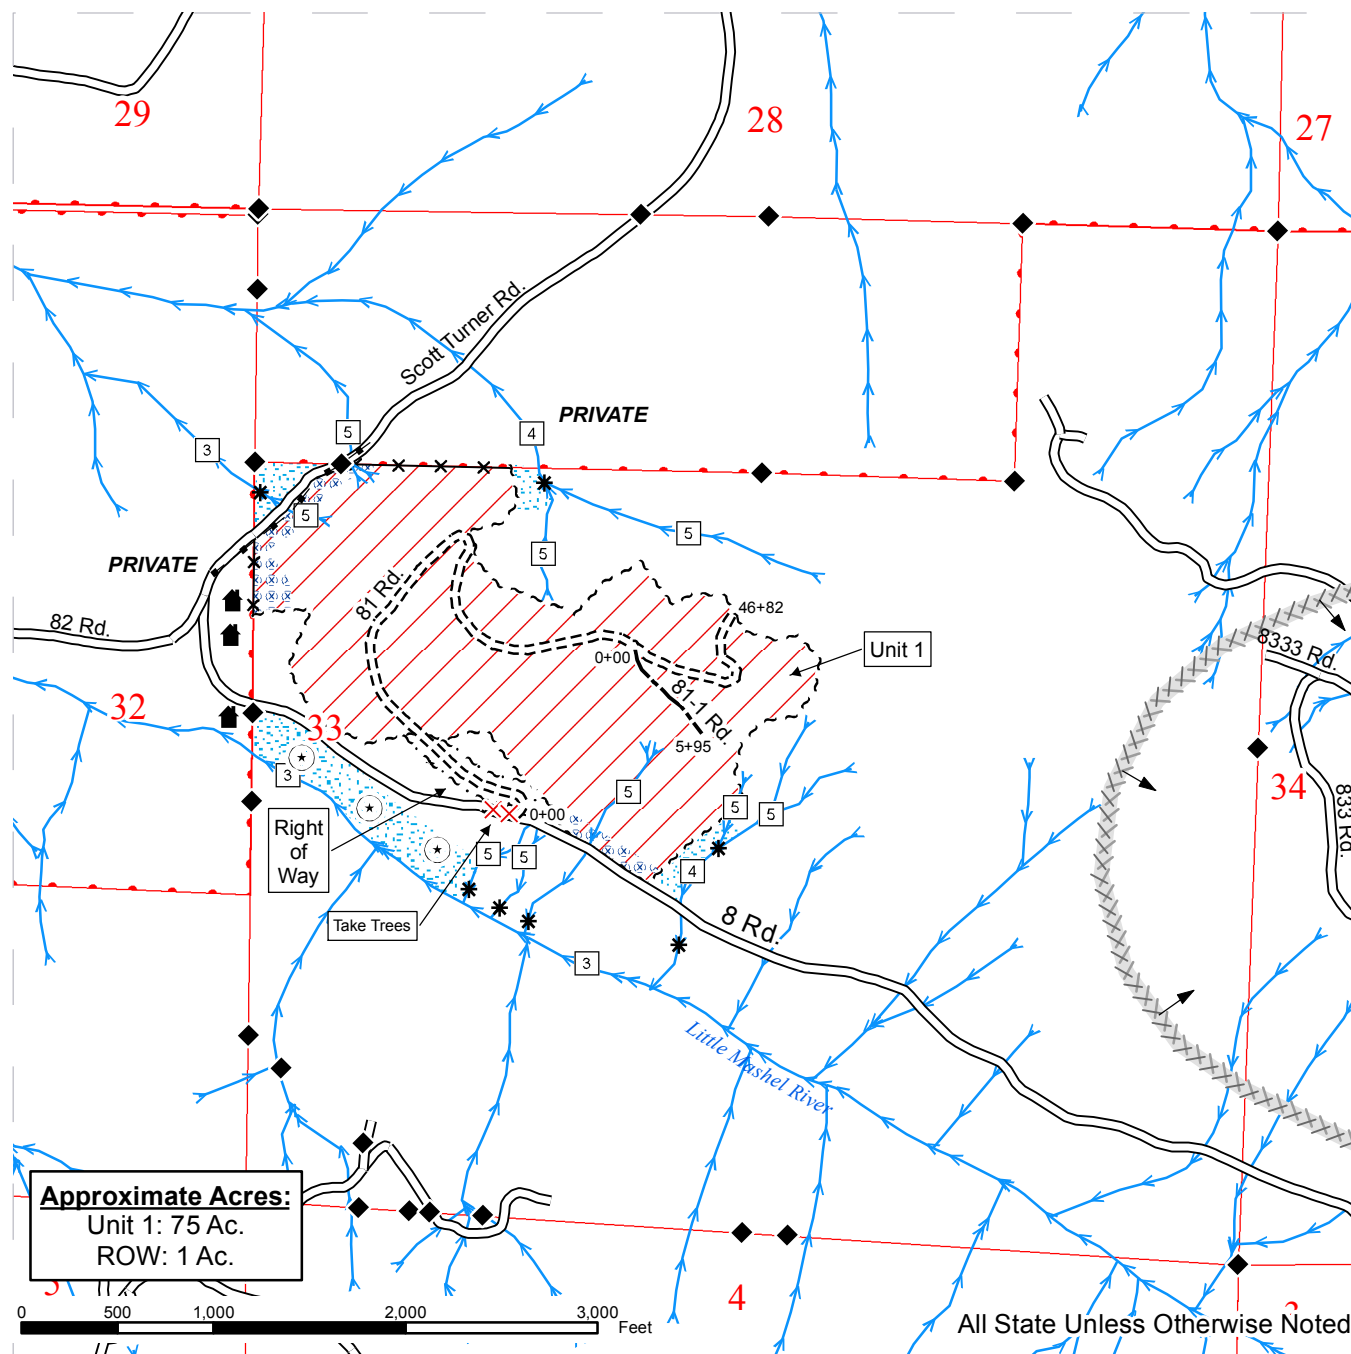 29
28
27
Scott Turner Rd.
PRIVATE
5
4
3
5
5
5
PRIVATE
81 Rd.
46+82
82 Rd.
0+00
Unit 1
8333 Rd.
81-1 Rd.
32
33
5+95
3
5
34
833 Rd.
5
5
0+00
Right
of
Way
5
5
4
Take Trees
8 Rd.
3
Little Mashel River
Approximate Acres:
Unit 1: 75 Ac.
ROW: 1 Ac.
4
0
500
1,000
2,000
3,000
Feet
All State Unless Otherwise Noted